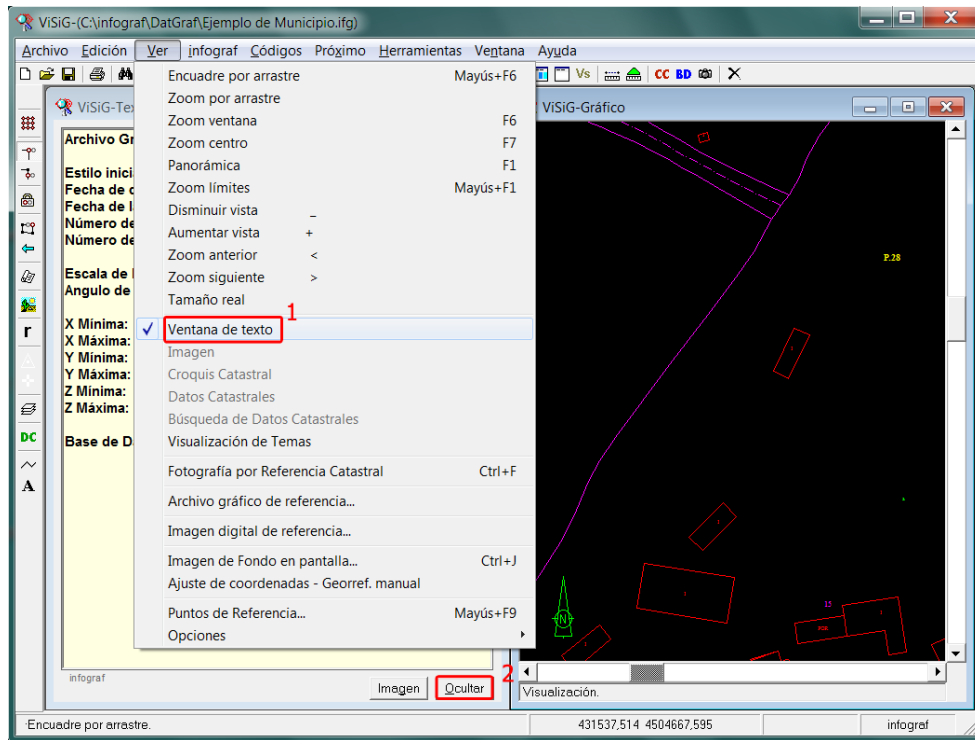 ViSiG-(C:\infograf\DatGraf\Ejemplo de Municipio.ifg)
Archivo Edición Ver infograf Códigos Próximo Herramientas Ventana Ayuda
Vs CC BD
ViSiG-Te
ViSiG-Gráfico
Encuadre por arrastre Mayús+F6
Zoom por arrastre
Zoom ventana F6
Zoom centro F7
Panorámica F1
Zoom límites Mayús+F1
Disminuir vista _
Aumentar vista +
Zoom anterior <
Zoom siguiente >
Tamaño real
1
Ventana de texto
Imagen
Croquis Catastral
Datos Catastrales
Búsqueda de Datos Catastrales
Visualización de Temas
Fotografía por Referencia Catastral Ctrl+F
Archivo gráfico de referencia...
Imagen digital de referencia...
Imagen de Fondo en pantalla... Ctrl+J
Ajuste de coordenadas - Georref. manual
Puntos de Referencia... Mayús+F9
Opciones
Archivo Gr
Estilo inici
Fecha de
Fecha de l
Número de
Número de
Escala de
Angulo de
X Mínima:
X Máxima:
Y Mínima:
Y Máxima:
Z Mínima:
Z Máxima:
Base de D
r
DC
A
P.28
15
N
infograf
Imagen Ocultar
2
Visualización.
Encuadre por arrastre.
431537,514 4504667,595
infograf